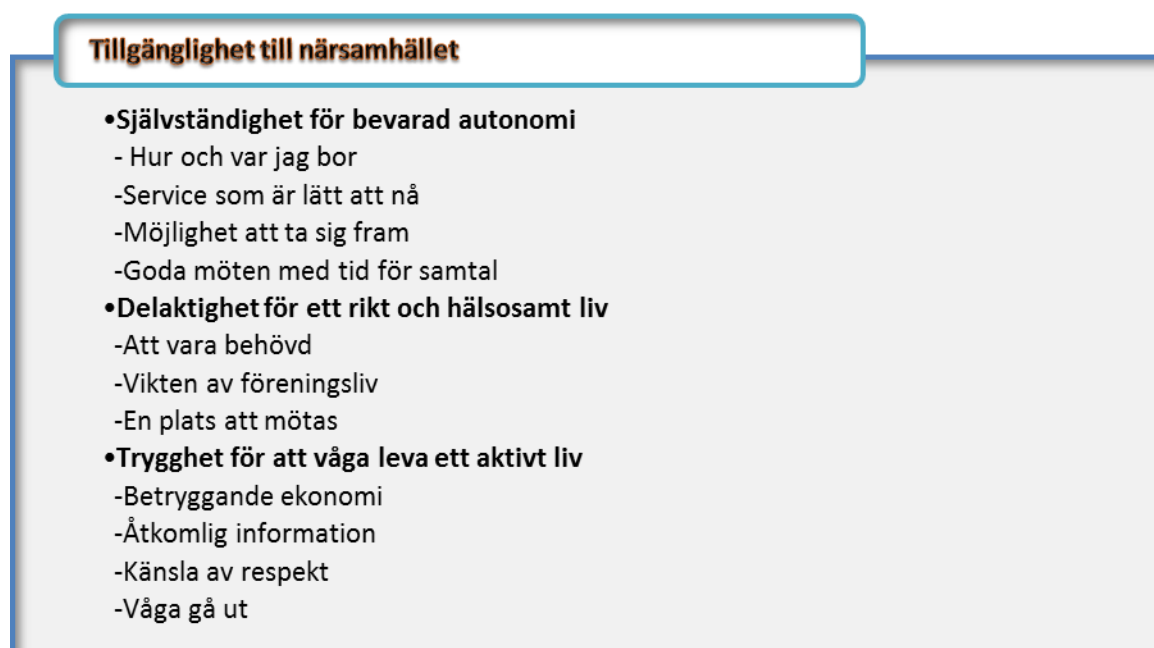 Tillgänglighet till närsamhället
•Självständighet för bevarad autonomi
- Hur och var jag bor
-Service som är lätt att nå
-Möjlighet att ta sig fram
-Goda möten med tid för samtal
•Delaktighet för ett rikt och hälsosamt liv
-Att vara behövd
-Vikten av föreningsliv
-En plats att mötas
•Trygghet för att våga leva ett aktivt liv
-Betryggande ekonomi
-Åtkomlig information
-Känsla av respekt
-Våga gå ut